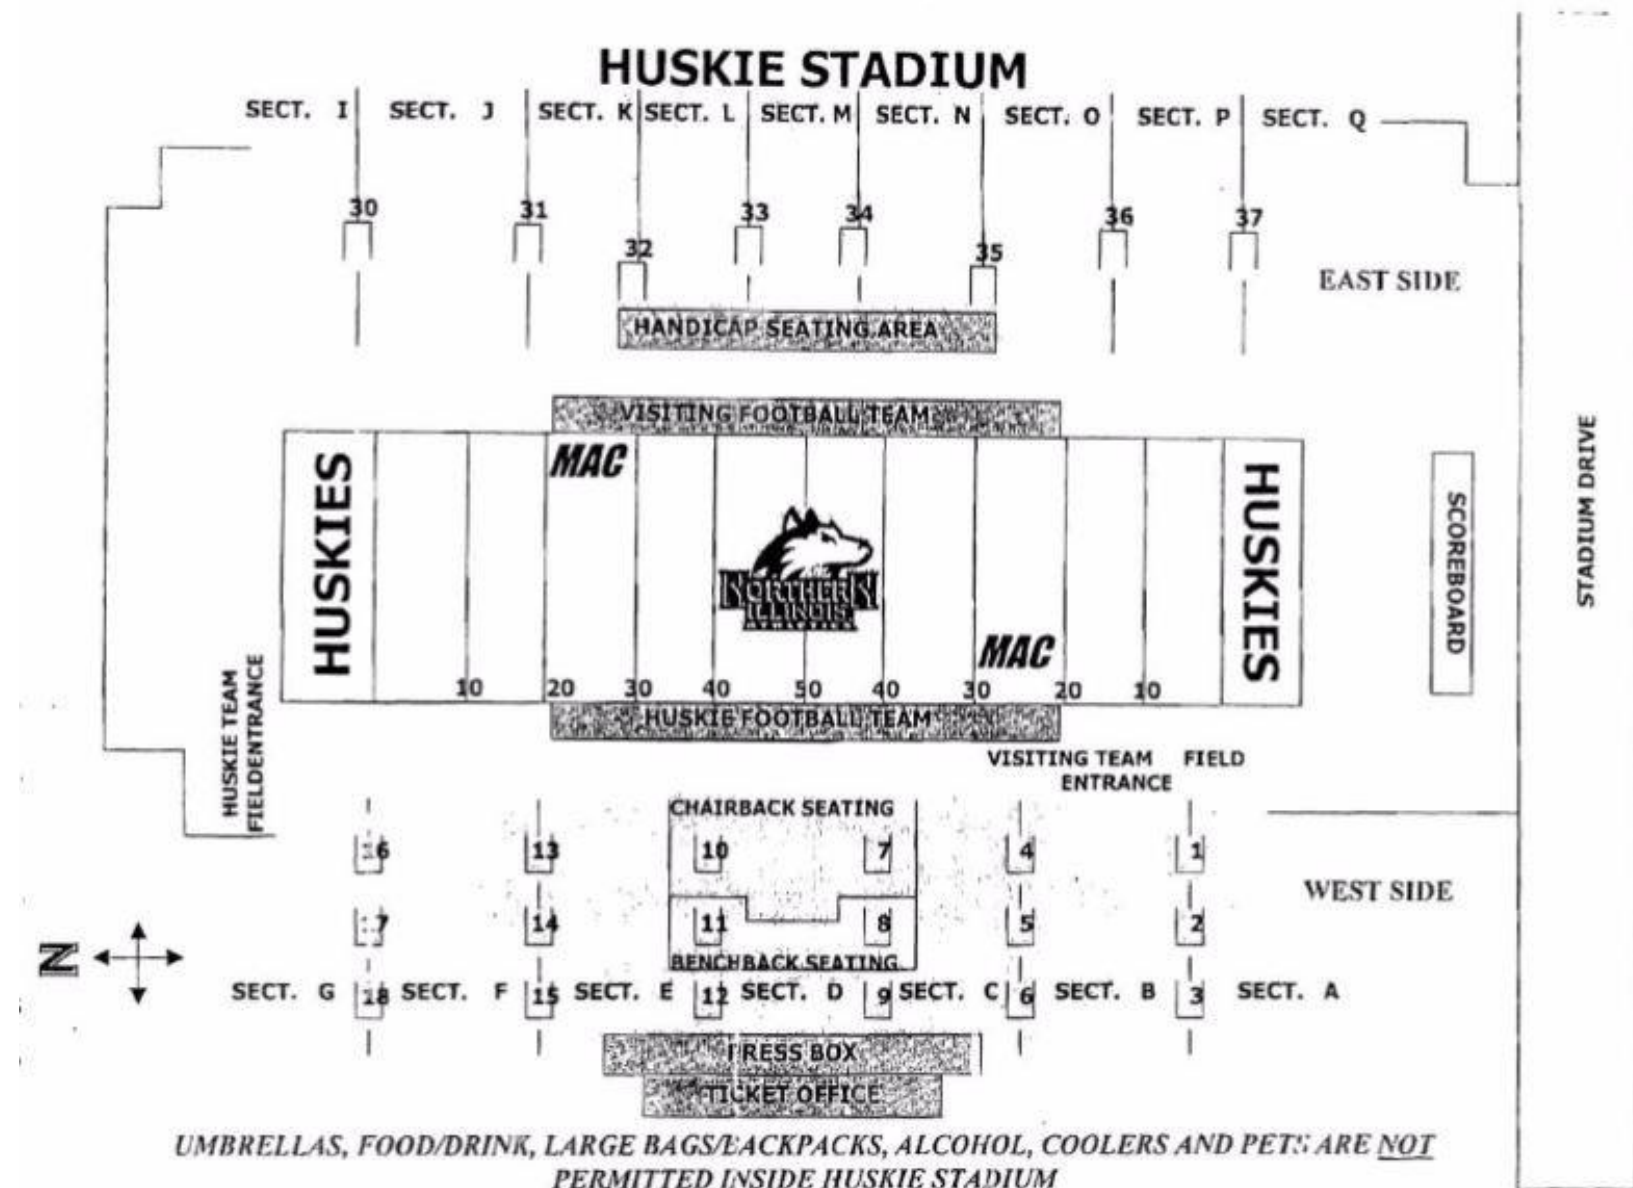 HUSKIE STADIUM
SECT. I
SECT. J
SECT. K
SECT. L
SECT. M
SECT. N
SECT. O
SECT. P
SECT. Q
30
31
32
33
34
35
36
37
EAST SIDE
HANDICAP SEATING AREA
VISITING FOOTBALL TEAM
MAC
HUSKIES
NORTHERN
ILLINOIS
MAC
HUSKIES
SCOREBOARD
STADIUM DRIVE
10 20 30 40 50 40 30 20 10
HUSKIE FOOTBALL TEAM
HUSKIE TEAM
FIELDENTRANCE
VISITING TEAM FIELD
ENTRANCE
CHAIRBACK SEATING
16 13 10 7 4 1
WEST SIDE
17 14 11 8 5 2
N
BENCHBACK SEATING
SECT. G 18 SECT. F 15 SECT. E 12 SECT. D 9 SECT. C 6 SECT. B 3 SECT. A
PRESS BOX
TICKET OFFICE
UMBRELLAS, FOOD/DRINK, LARGE BAGS/BACKPACKS, ALCOHOL, COOLERS AND PETS ARE NOT
PERMITTED INSIDE HUSKIE STADIUM